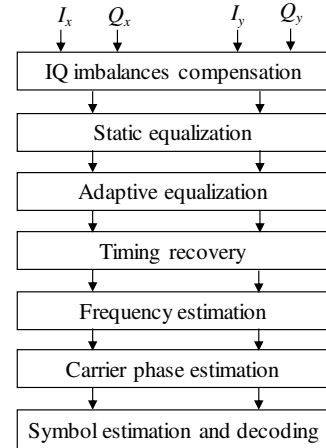 Ix Qx Iy Qy
IQ imbalances compensation
Static equalization
Adaptive equalization
Timing recovery
Frequency estimation
Carrier phase estimation
Symbol estimation and decoding